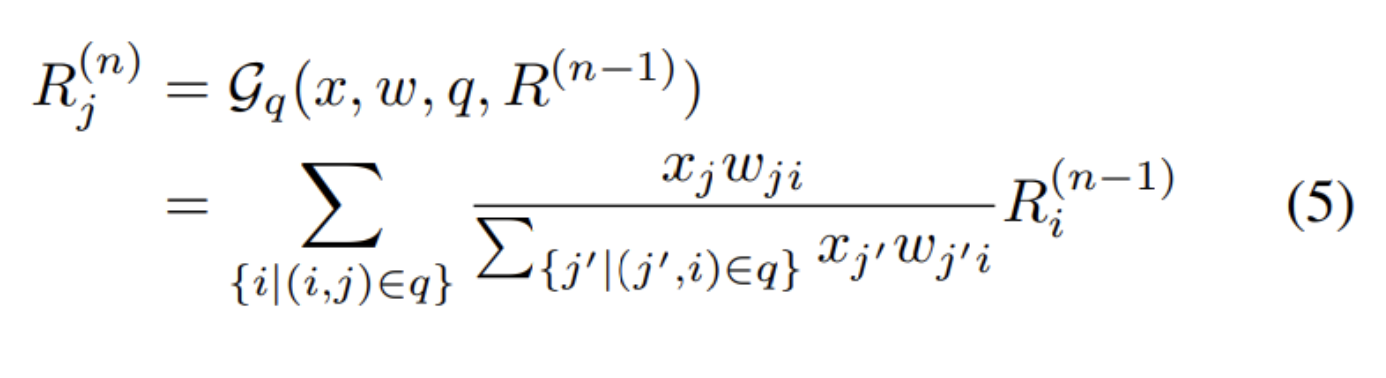 R_j^{(n)} = \mathcal{G}_q(x, w, q, R^{(n-1)})
= \sum_{\{i|(i,j) \in q\}} \frac{x_j w_{ji}}{\sum_{\{j'|(j',i) \in q\}} x_{j'} w_{j'i}} R_i^{(n-1)} (5)